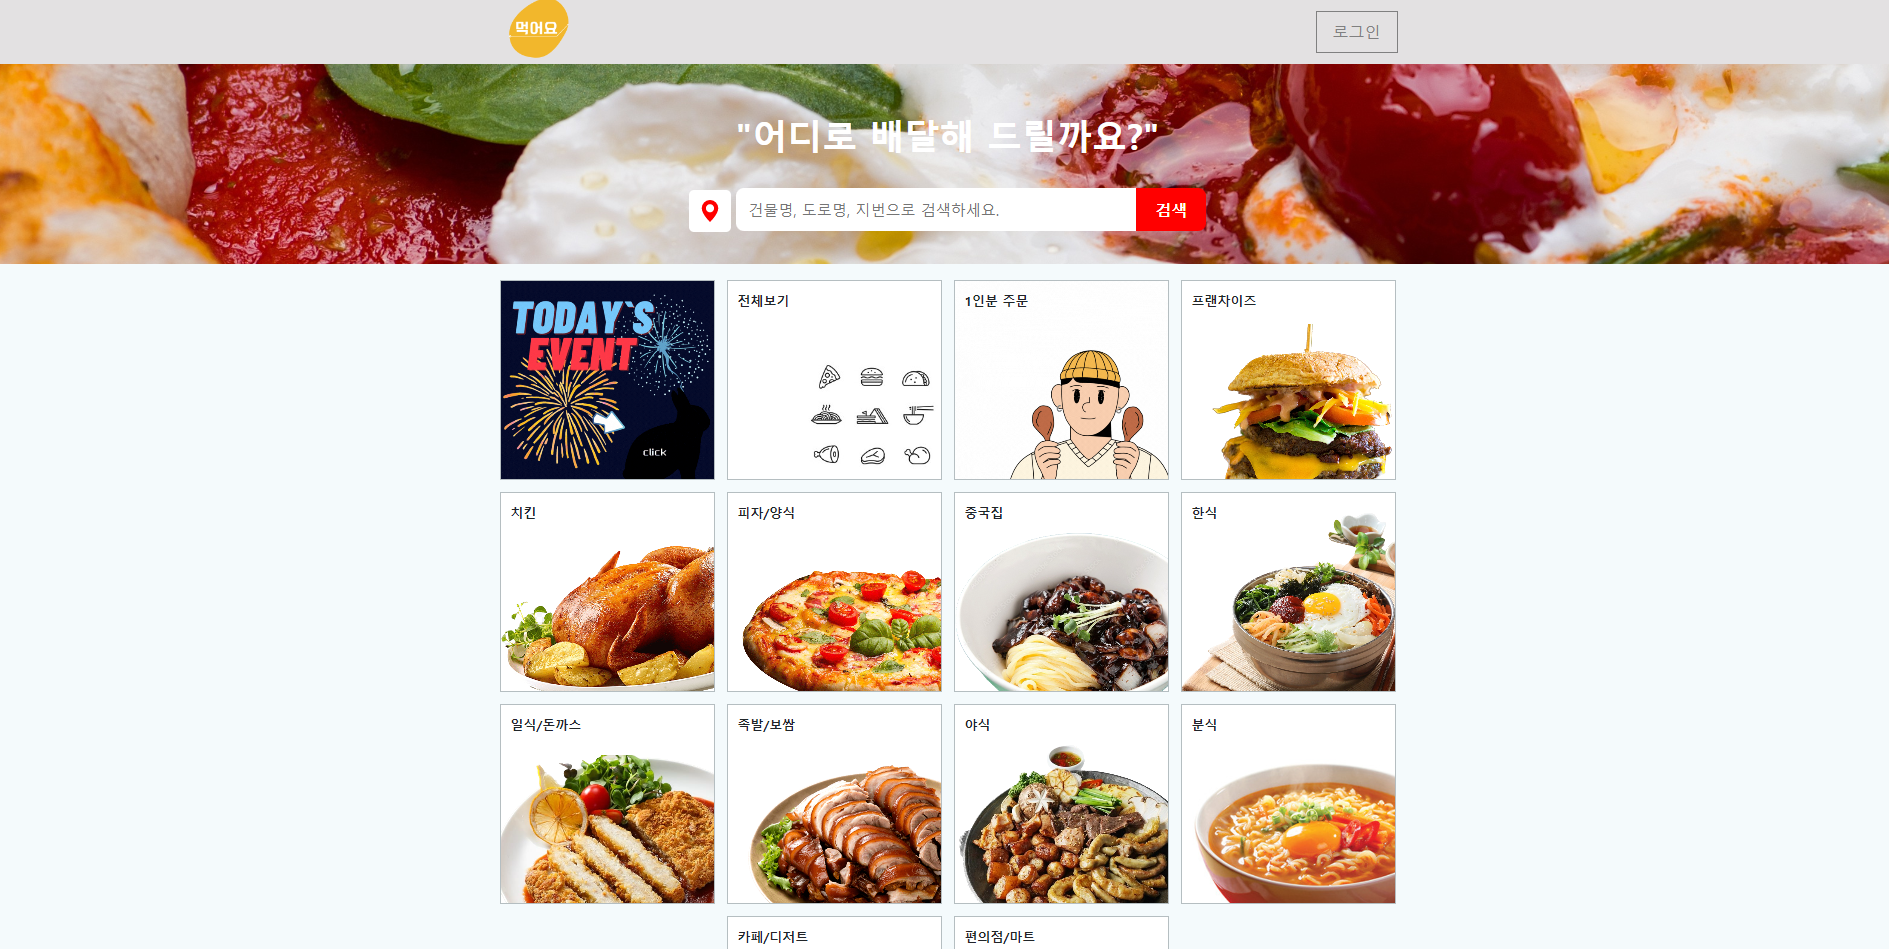 먹어요
로그인
"어디로 배달해 드릴까요?"
건물명, 도로명, 지번으로 검색하세요.
검색
TODAY`S
EVENT
click
전체보기
1인분 주문
프랜차이즈
치킨
피자/양식
중국집
한식
일식/돈까스
족발/보쌈
야식
분식
카페/디저트
편의점/마트